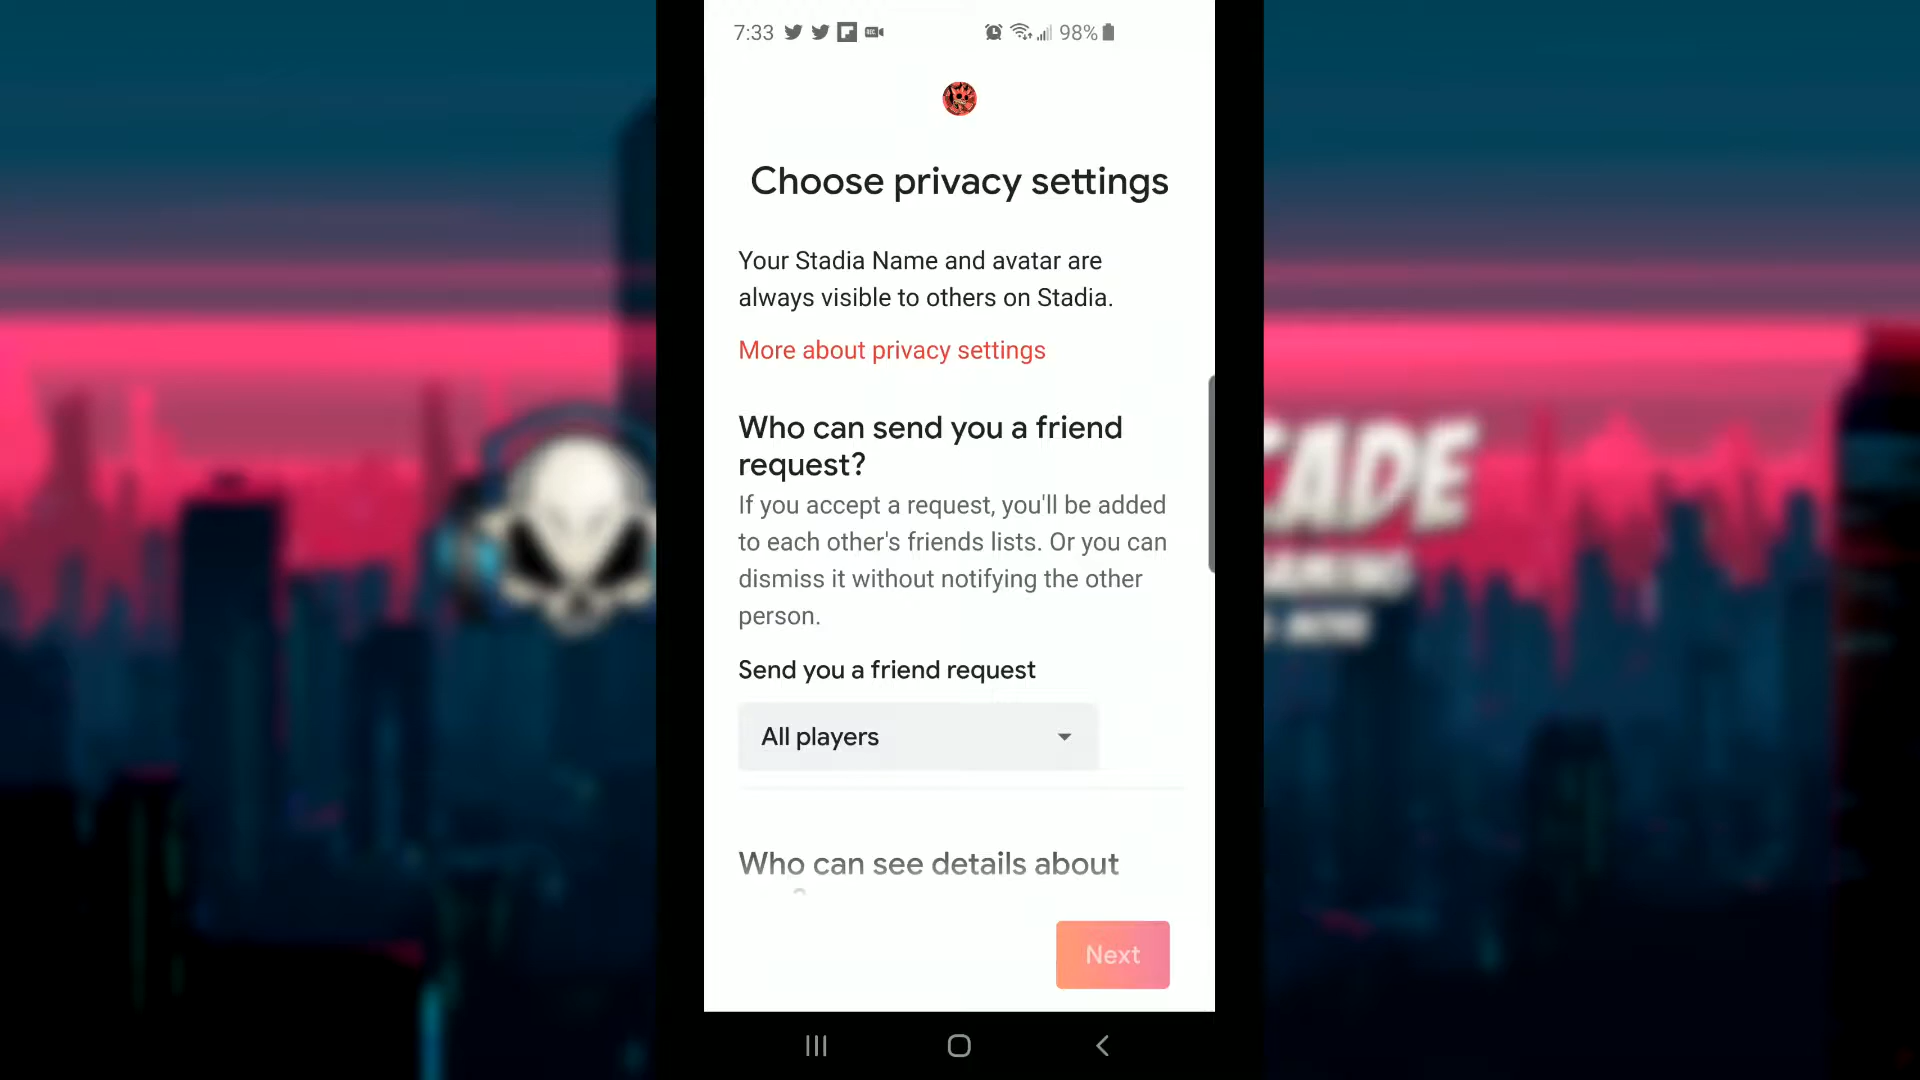 7:33
98%
Choose privacy settings
Your Stadia Name and avatar are
always visible to others on Stadia.
More about privacy settings
Who can send you a friend
request?
If you accept a request, you'll be added
to each other's friends lists. Or you can
dismiss it without notifying the other
person.
Send you a friend request
All players
Who can see details about
Next
CADE